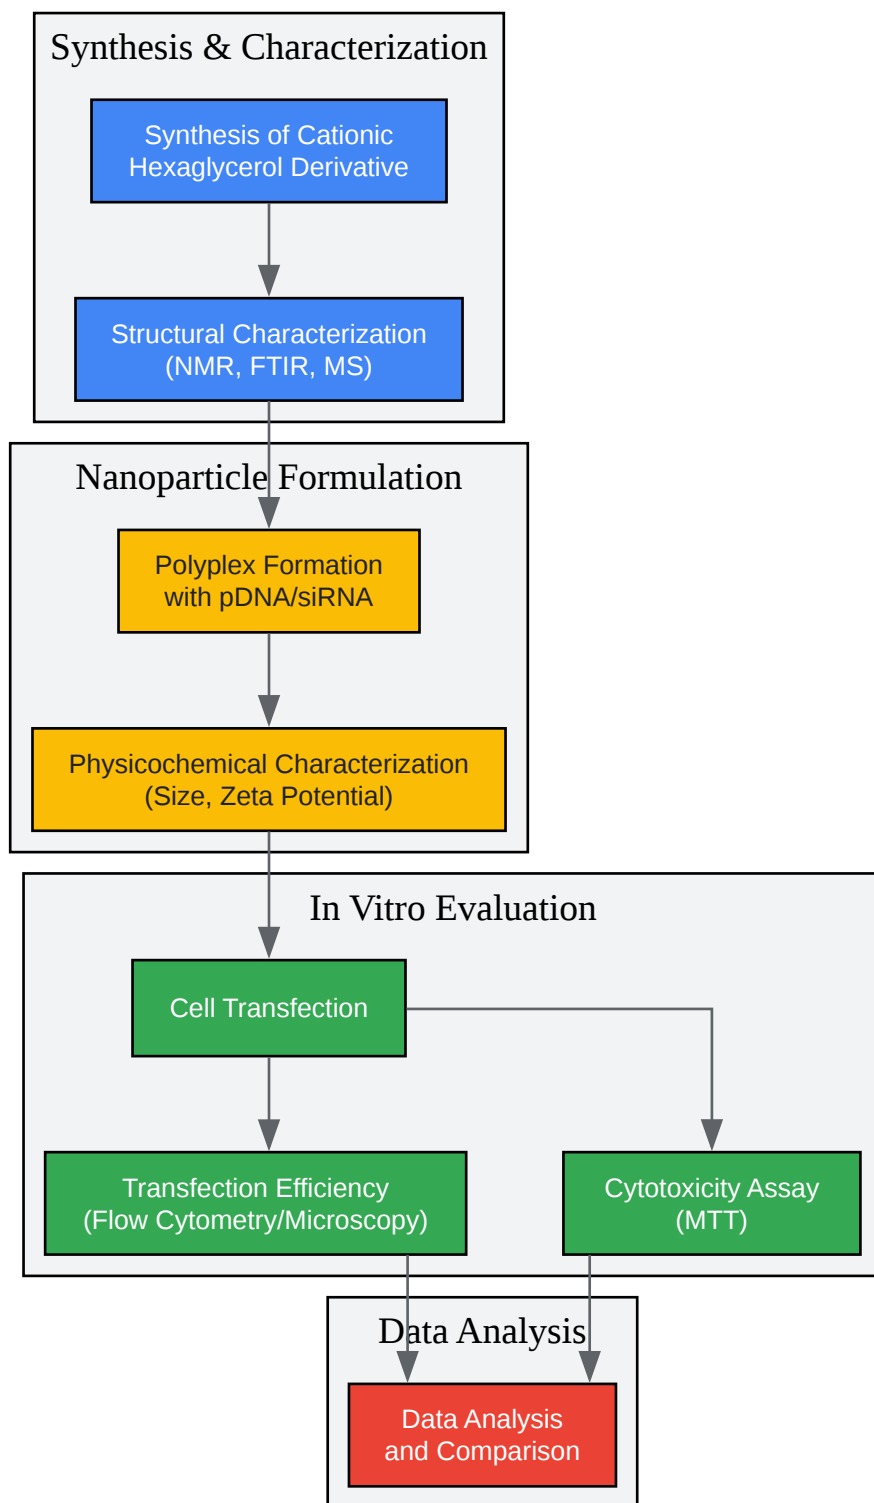 Synthesis & Characterization
Synthesis of Cationic
Hexaglycerol Derivative
Structural Characterization
(NMR, FTIR, MS)
Nanoparticle Formulation
Polyplex Formation
with pDNA/siRNA
Physicochemical Characterization
(Size, Zeta Potential)
In Vitro Evaluation
Cell Transfection
Transfection Efficiency
(Flow Cytometry/Microscopy)
Cytotoxicity Assay
(MTT)
Data Analysis
Data Analysis
and Comparison